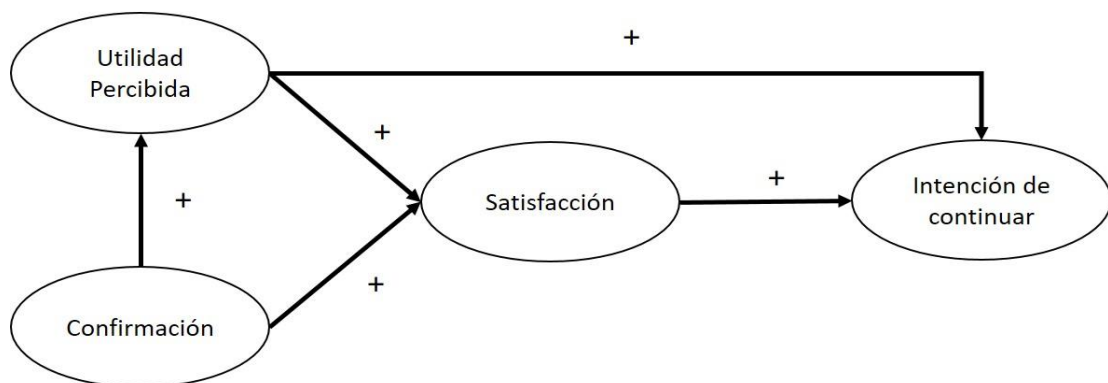 Utilidad
Percibida
+
+
+
Satisfacción
+
Intención de
continuar
+
Confirmación